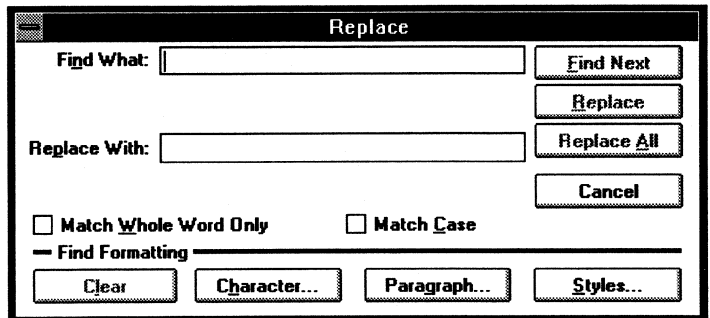 Replace
Find What:
Find Next
Replace
Replace With:
Replace All
Cancel
Match Whole Word Only
Match Case
Find Formatting
Clear
Character...
Paragraph...
Styles...